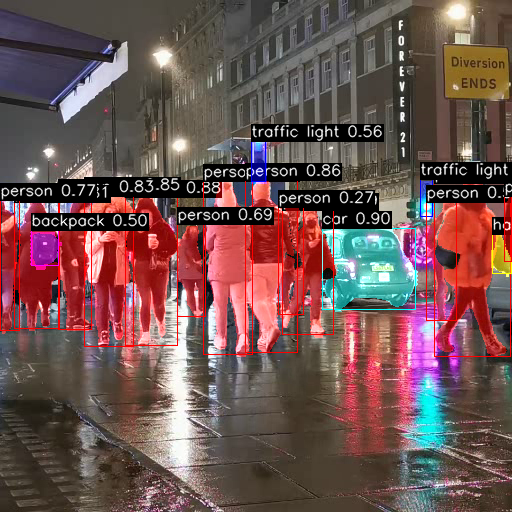 FOREVER 21
Diversion
ENDS
traffic light 0.56
person 0.86
traffic light
person 0.77
0.83
.85
0.88
person 0.27
person 0.69
backpack 0.50
car 0.90
person 0.